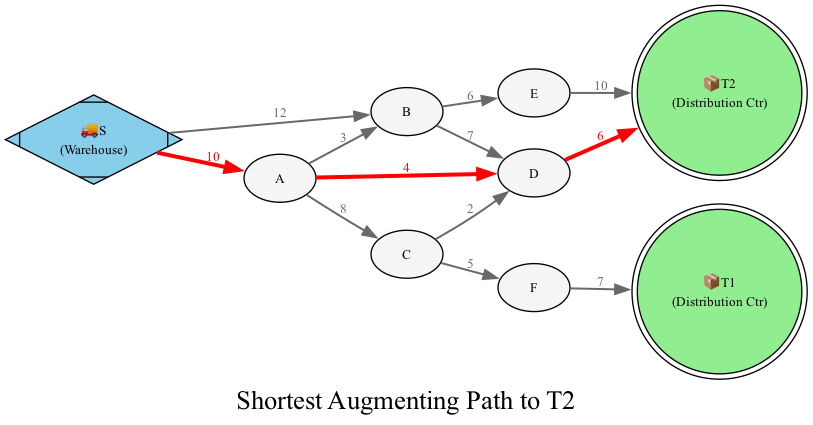 🚚S
(Warehouse)
12
10
A
3
4
8
B
6
7
C
2
5
E
10
D
6
F
7
📦T2
(Distribution Ctr)
📦T1
(Distribution Ctr)
Shortest Augmenting Path to T2